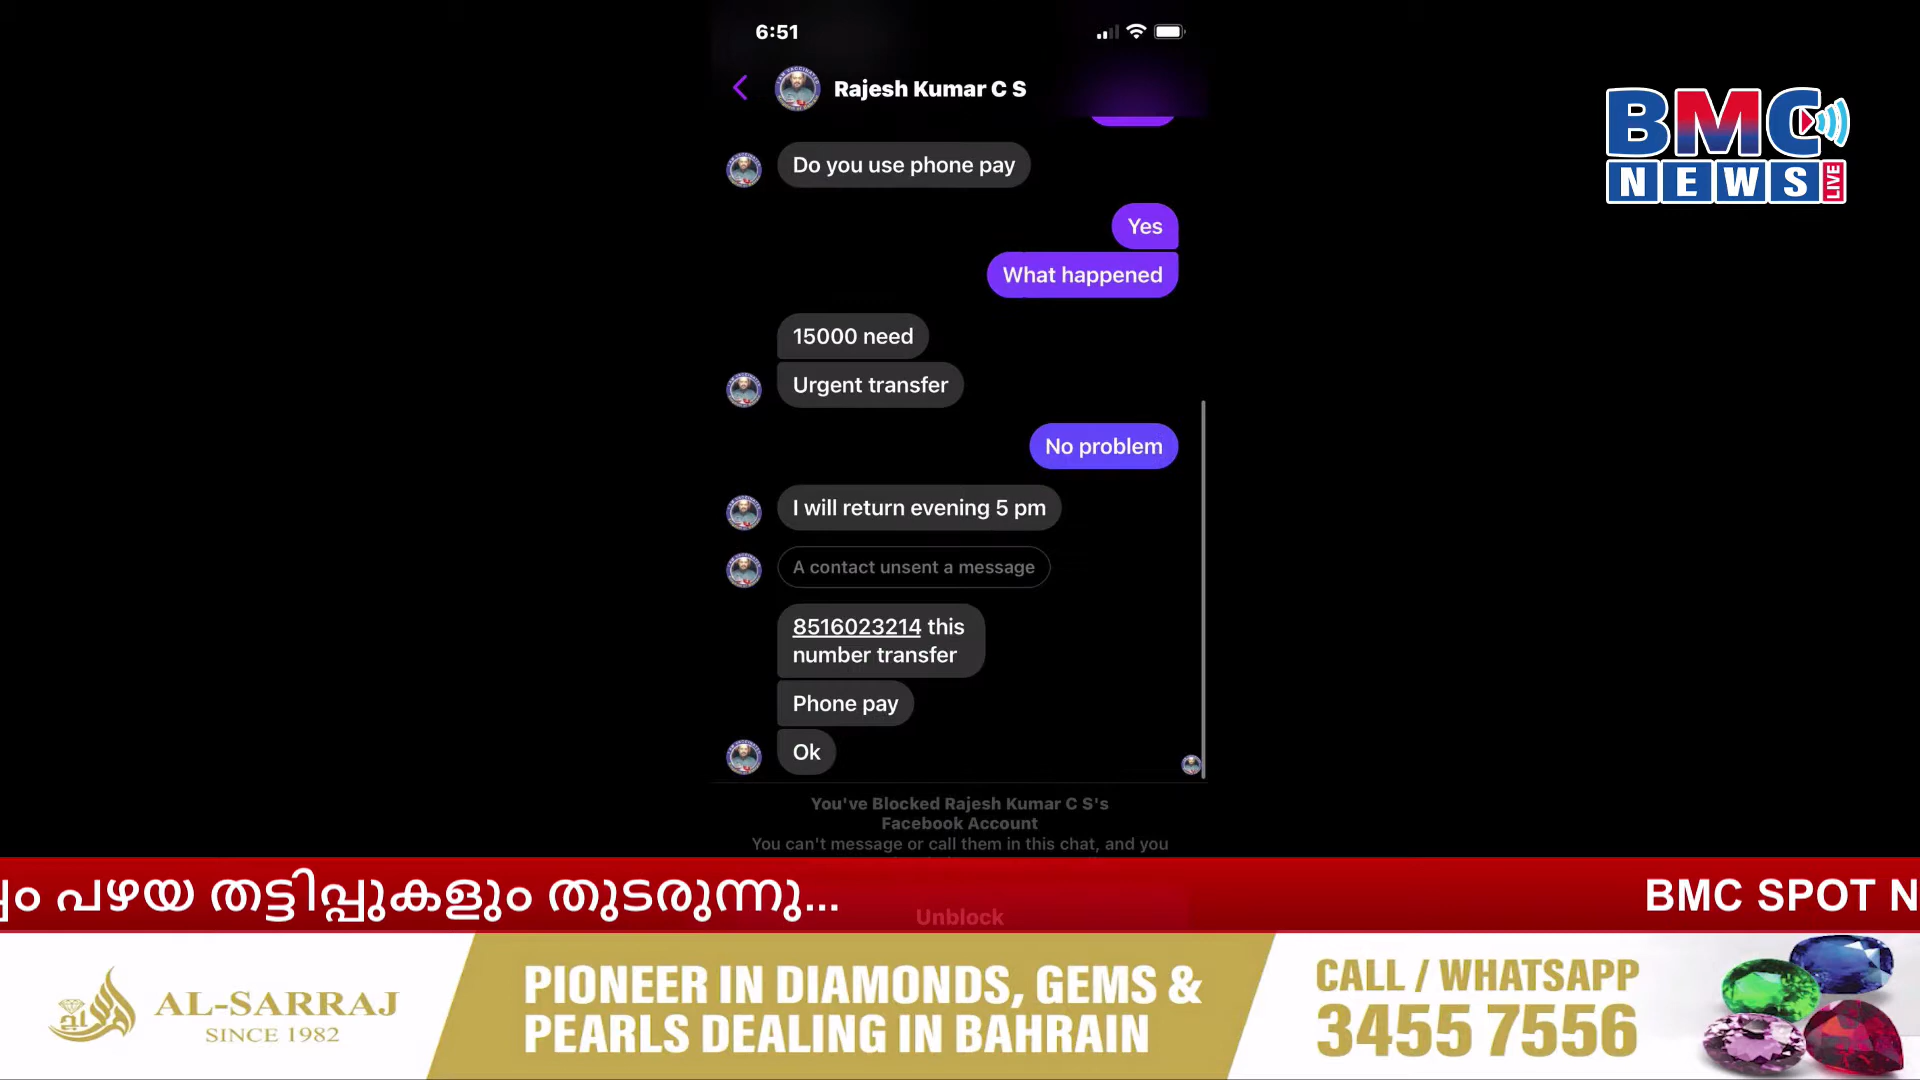 6:51
Rajesh Kumar C S
BMC
NEWS
LIVE
Do you use phone pay
Yes
What happened
15000 need
Urgent transfer
No problem
I will return evening 5 pm
A contact unsent a message
8516023214 this
number transfer
Phone pay
Ok
You've Blocked Rajesh Kumar C S's
Facebook Account
You can't message or call them in this chat, and you
പഴയ തട്ടിപ്പുകളും തുടരുന്നു...
BMC SPOT N
Unblock
al
AL-SARRAJ
SINCE 1982
PIONEER IN DIAMONDS, GEMS &
PEARLS DEALING IN BAHRAIN
CALL / WHATSAPP
3455 7556